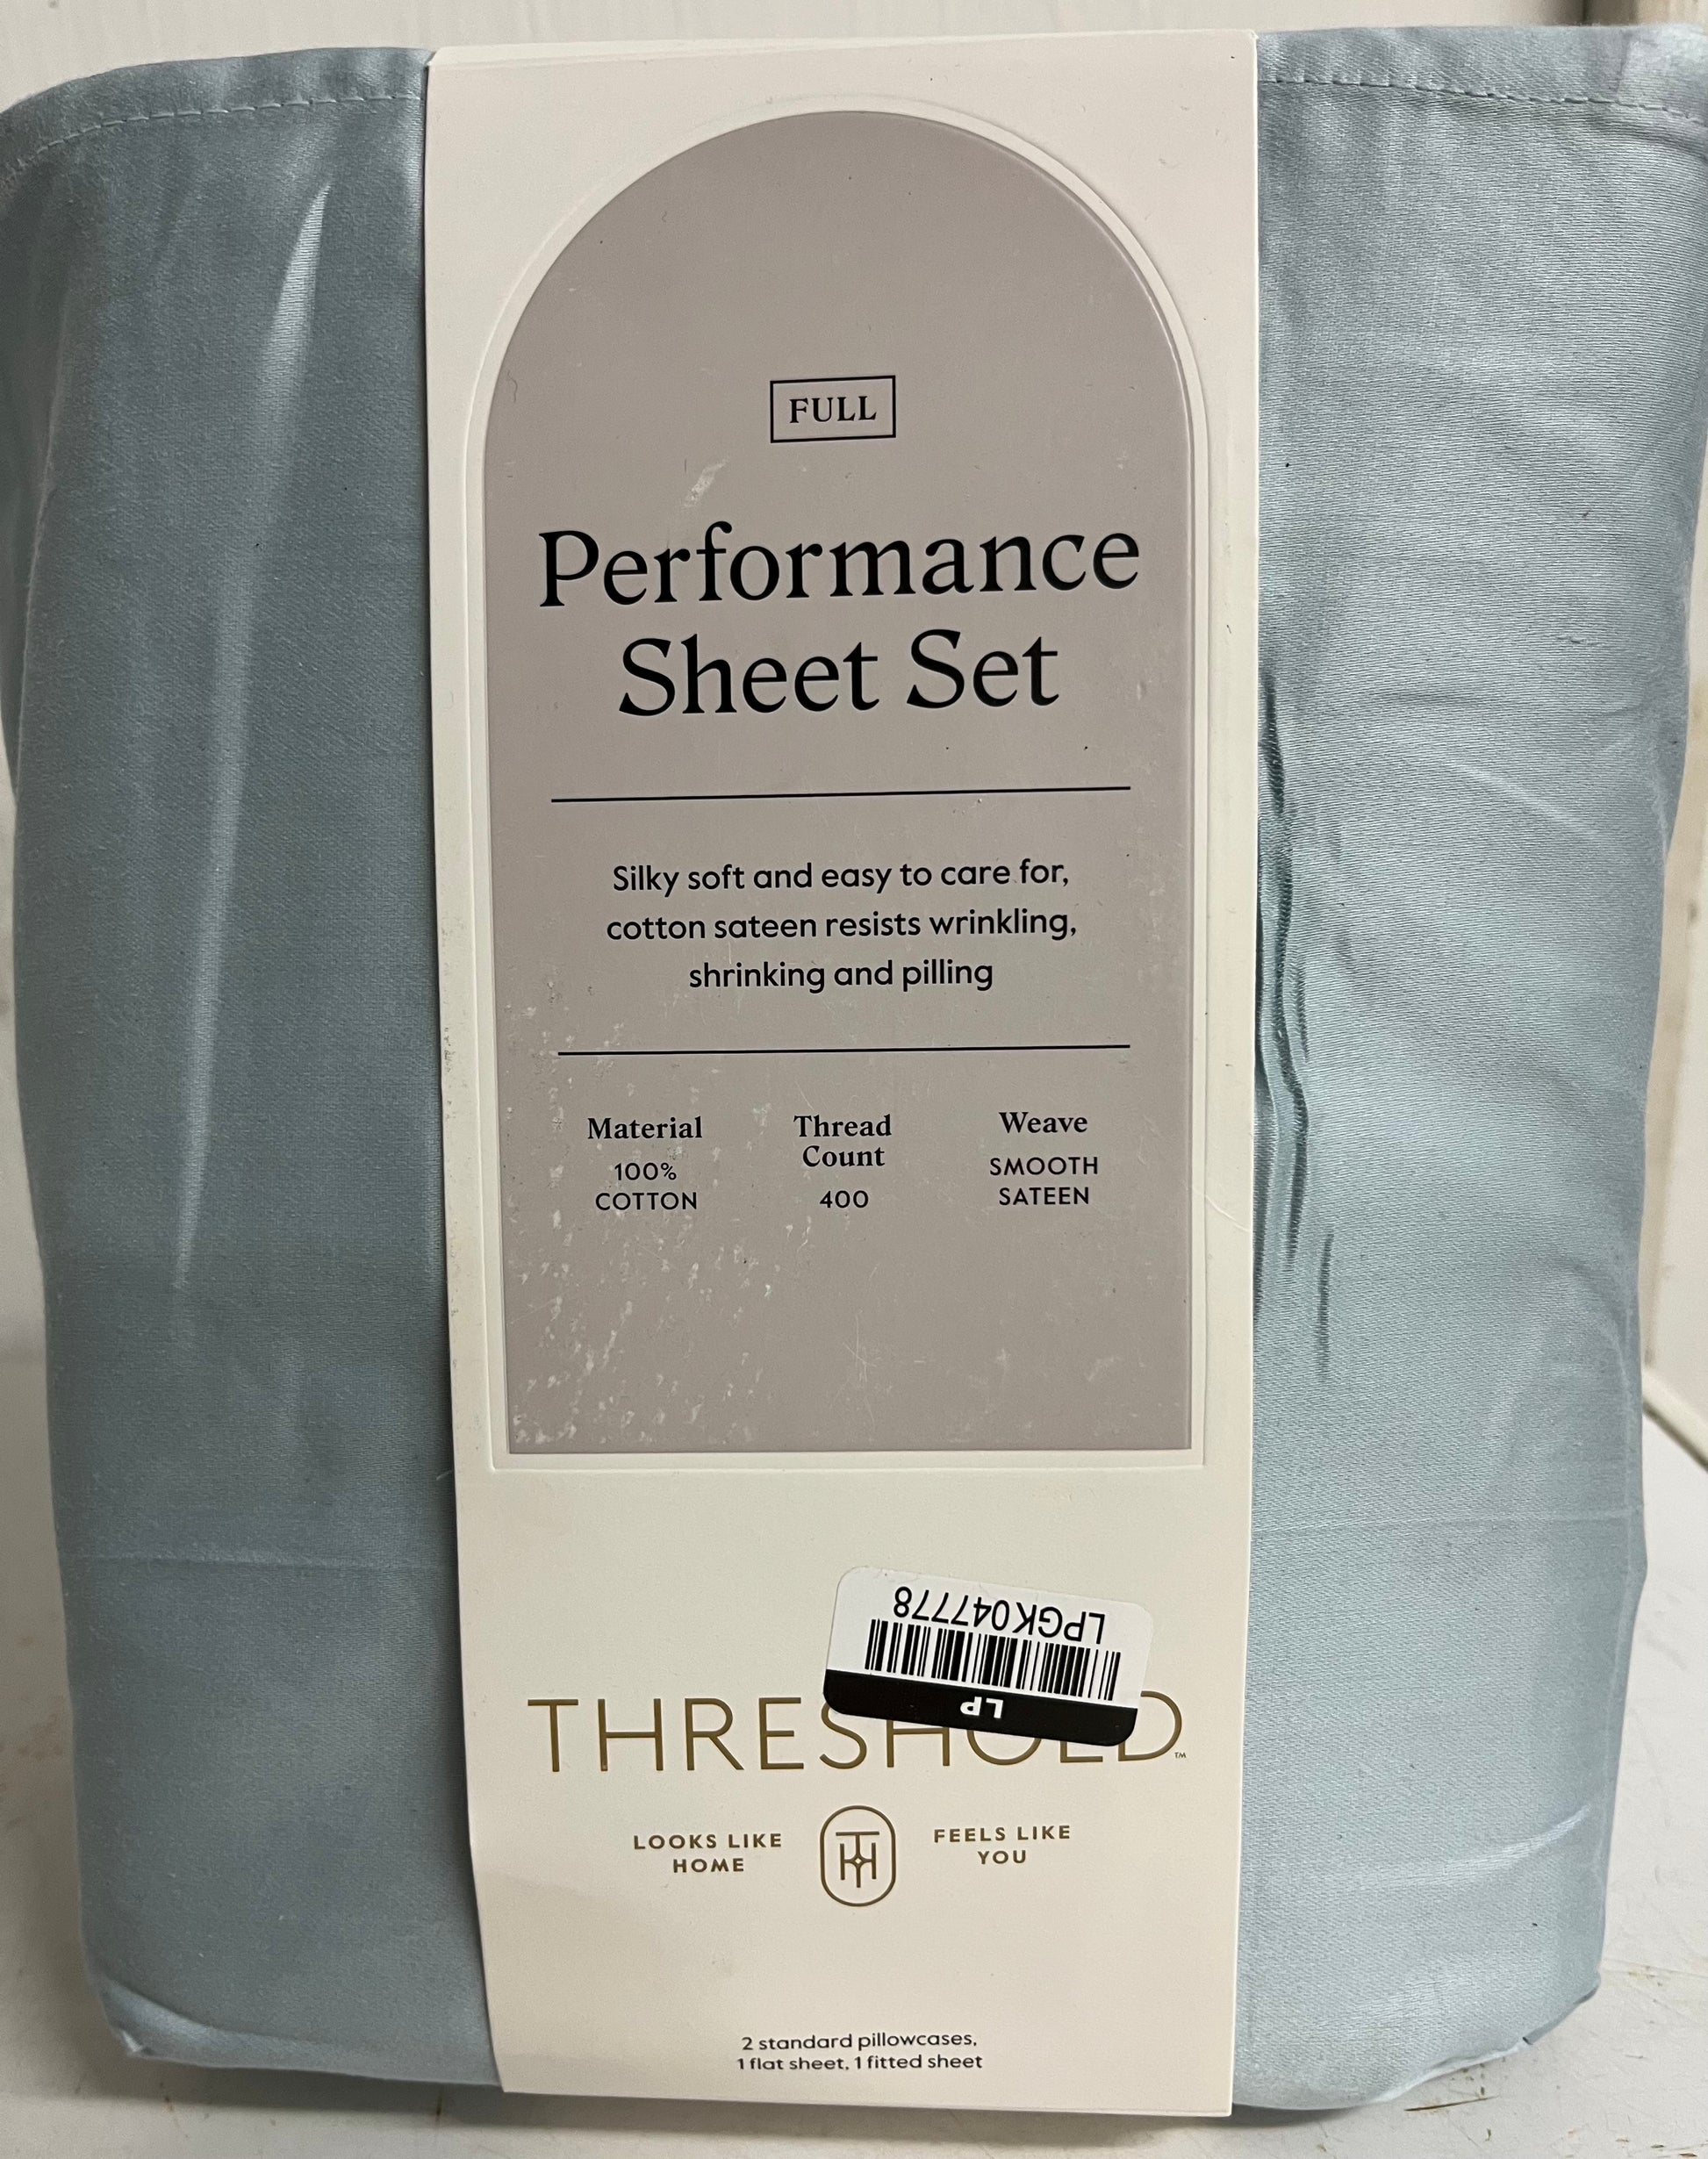 FULL
Performance
Sheet Set
Silky soft and easy to care for,
cotton sateen resists wrinkling,
shrinking and pilling
Material
100%
COTTON
Thread
Count
400
Weave
SMOOTH
SATEEN
LPGK047778
LP
THRESHOLD™
LOOKS LIKE
HOME
TH
FEELS LIKE
YOU
2 standard pillowcases,
1 flat sheet, 1 fitted sheet